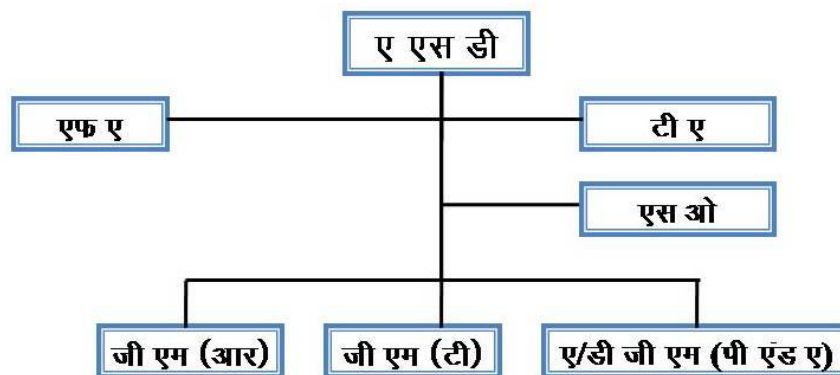 ए एस डी
एफ ए
टी ए
एस ओ
जी एम (आर)
जी एम (टी)
ए/डी जी एम (पी एंड ए)